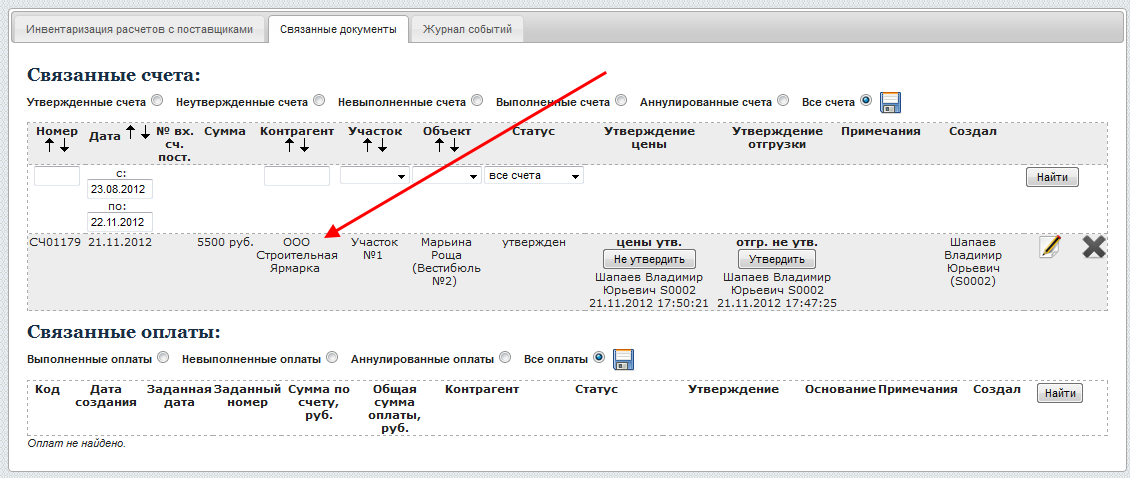 Инвентаризация расчетов с поставщиками Связанные документы Журнал событий
Связанные счета:
Утвержденные счета Неутвержденные счета Невыполненные счета Выполненные счета Аннулированные счета Все счета
Номер Дата № вх. Сумма Контрагент Участок Объект Статус Утверждение Утверждение Примечания Создал
сч. цены отгрузки
пост.
с: все счета Найти
23.08.2012
по:
22.11.2012
СЧ01179 21.11.2012 5500 руб. ООО Участок Марьина утвержден цены утв. отгр. не утв. Шапаев
Строительная №1 Роща Не утвердить Утвердить Владимир
Ярмарка (Вестибюль Шапаев Владимир Шапаев Владимир Юрьевич
№2) Юрьевич S0002 Юрьевич S0002 (S0002)
21.11.2012 17:50:21 21.11.2012 17:47:25
Связанные оплаты:
Выполненные оплаты Невыполненные оплаты Аннулированные оплаты Все оплаты
Код Дата Заданная Заданный Сумма по Общая Контрагент Статус Утверждение Основание Примечания Создал Найти
создания дата номер счету, сумма
руб. оплаты,
руб.
Оплат не найдено.